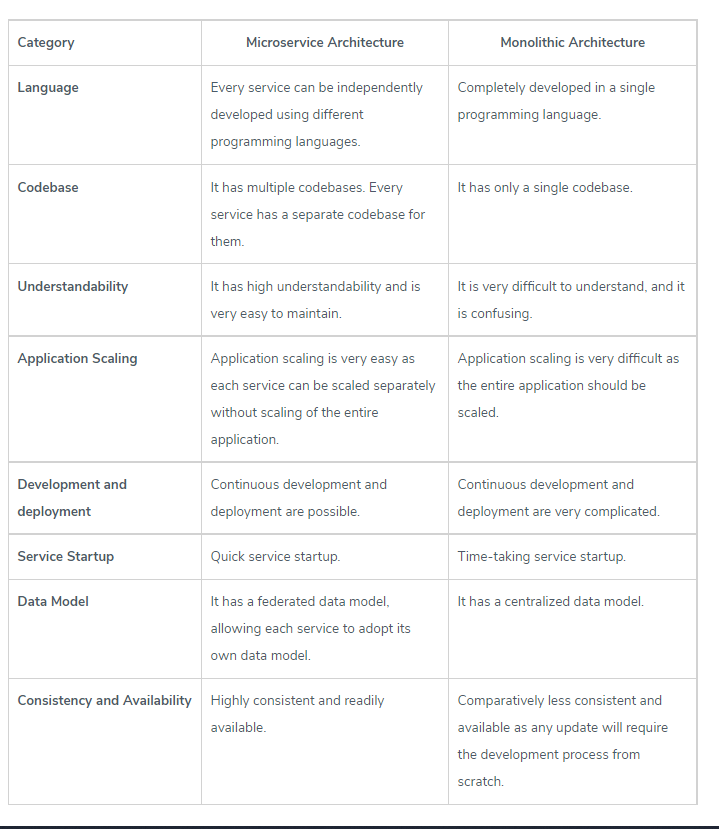 Category Microservice Architecture Monolithic Architecture
Language
Every service can be independently
developed using different
programming languages.
Completely developed in a single
programming language.
Codebase
It has multiple codebases. Every
service has a separate codebase for
them.
It has only a single codebase.
Understandability
It has high understandability and is
very easy to maintain.
It is very difficult to understand, and it
is confusing.
Application Scaling
Application scaling is very easy as
each service can be scaled separately
without scaling of the entire
application.
Application scaling is very difficult as
the entire application should be
scaled.
Development and
deployment
Continuous development and
deployment are possible.
Continuous development and
deployment are very complicated.
Service Startup
Quick service startup.
Time-taking service startup.
Data Model
It has a federated data model,
allowing each service to adopt its
own data model.
It has a centralized data model.
Consistency and Availability
Highly consistent and readily
available.
Comparatively less consistent and
available as any update will require
the development process from
scratch.